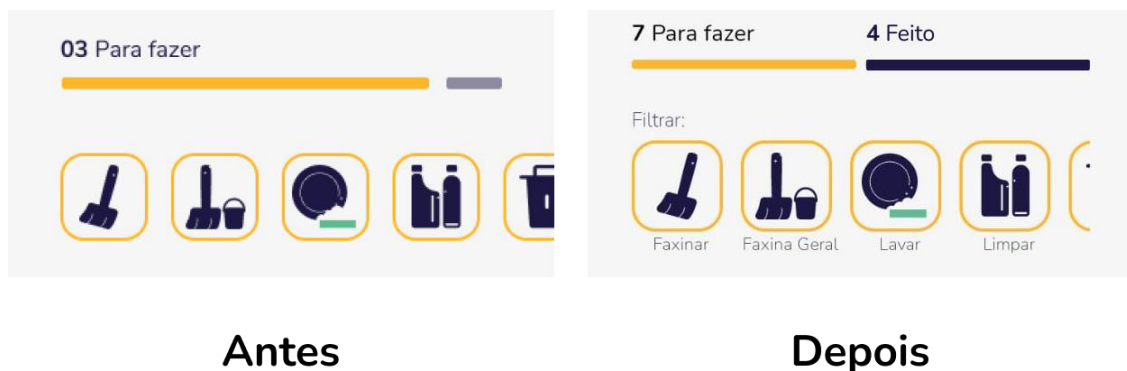 03 Para fazer
7 Para fazer
4 Feito
Filtrar:
Faxinar
Faxina Geral
Lavar
Limpar
Antes
Depois